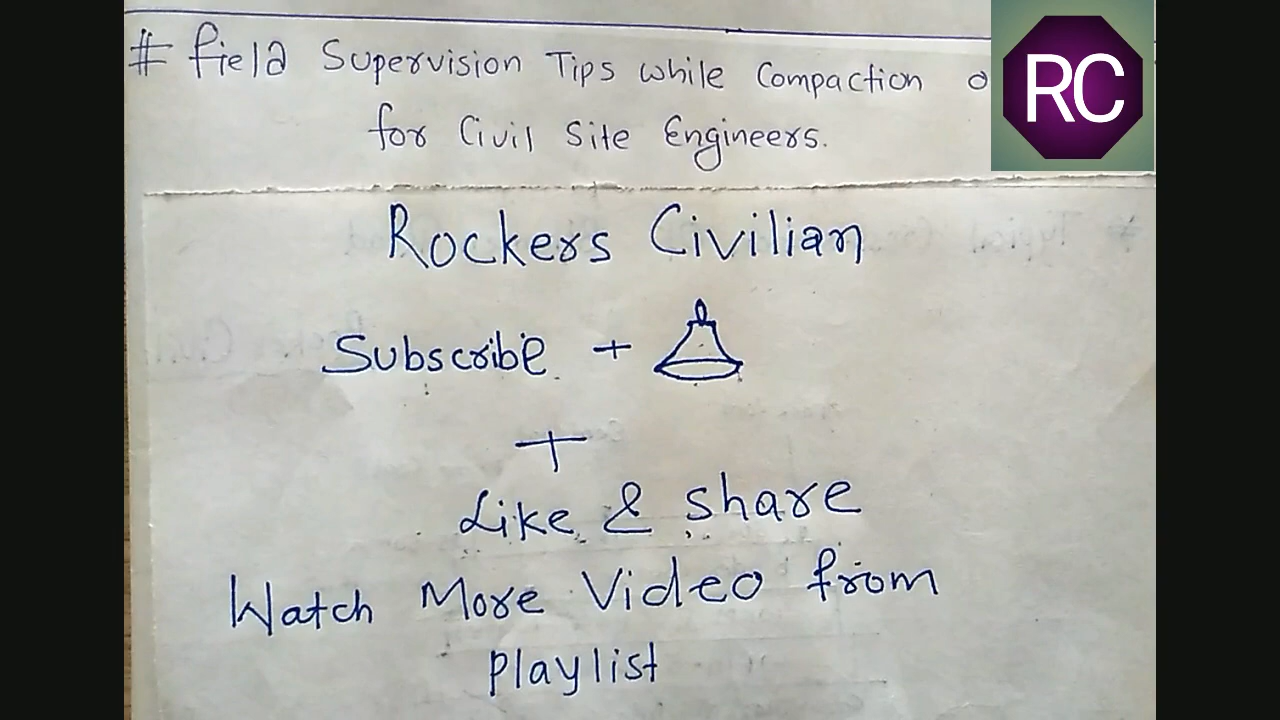 # Field Supervision Tips while Compaction
RC
for Civil Site Engineers.
Rockers Civilian
Subscribe +
+
Like & share
Watch More Video from
playlist